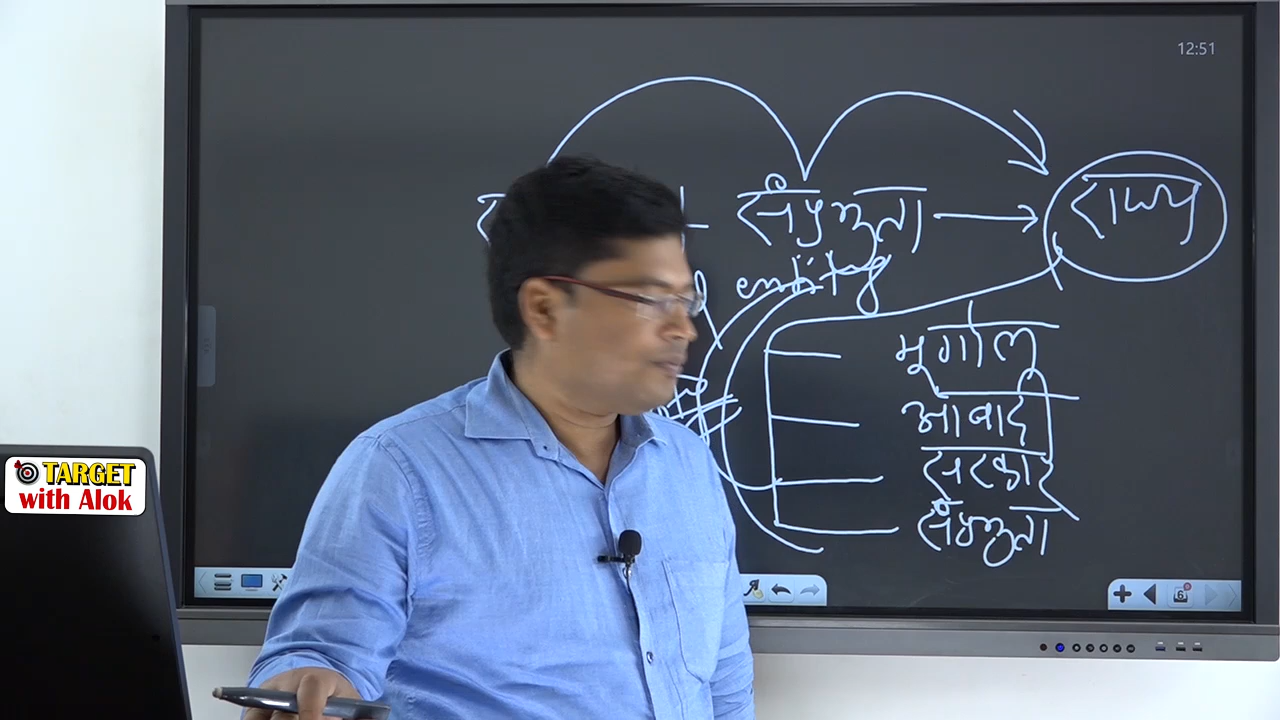 12:51
संप्रभुता → राज्य
entity
भूगोल
आबादी
सरकार
संप्रभुता
TARGET
with Alok